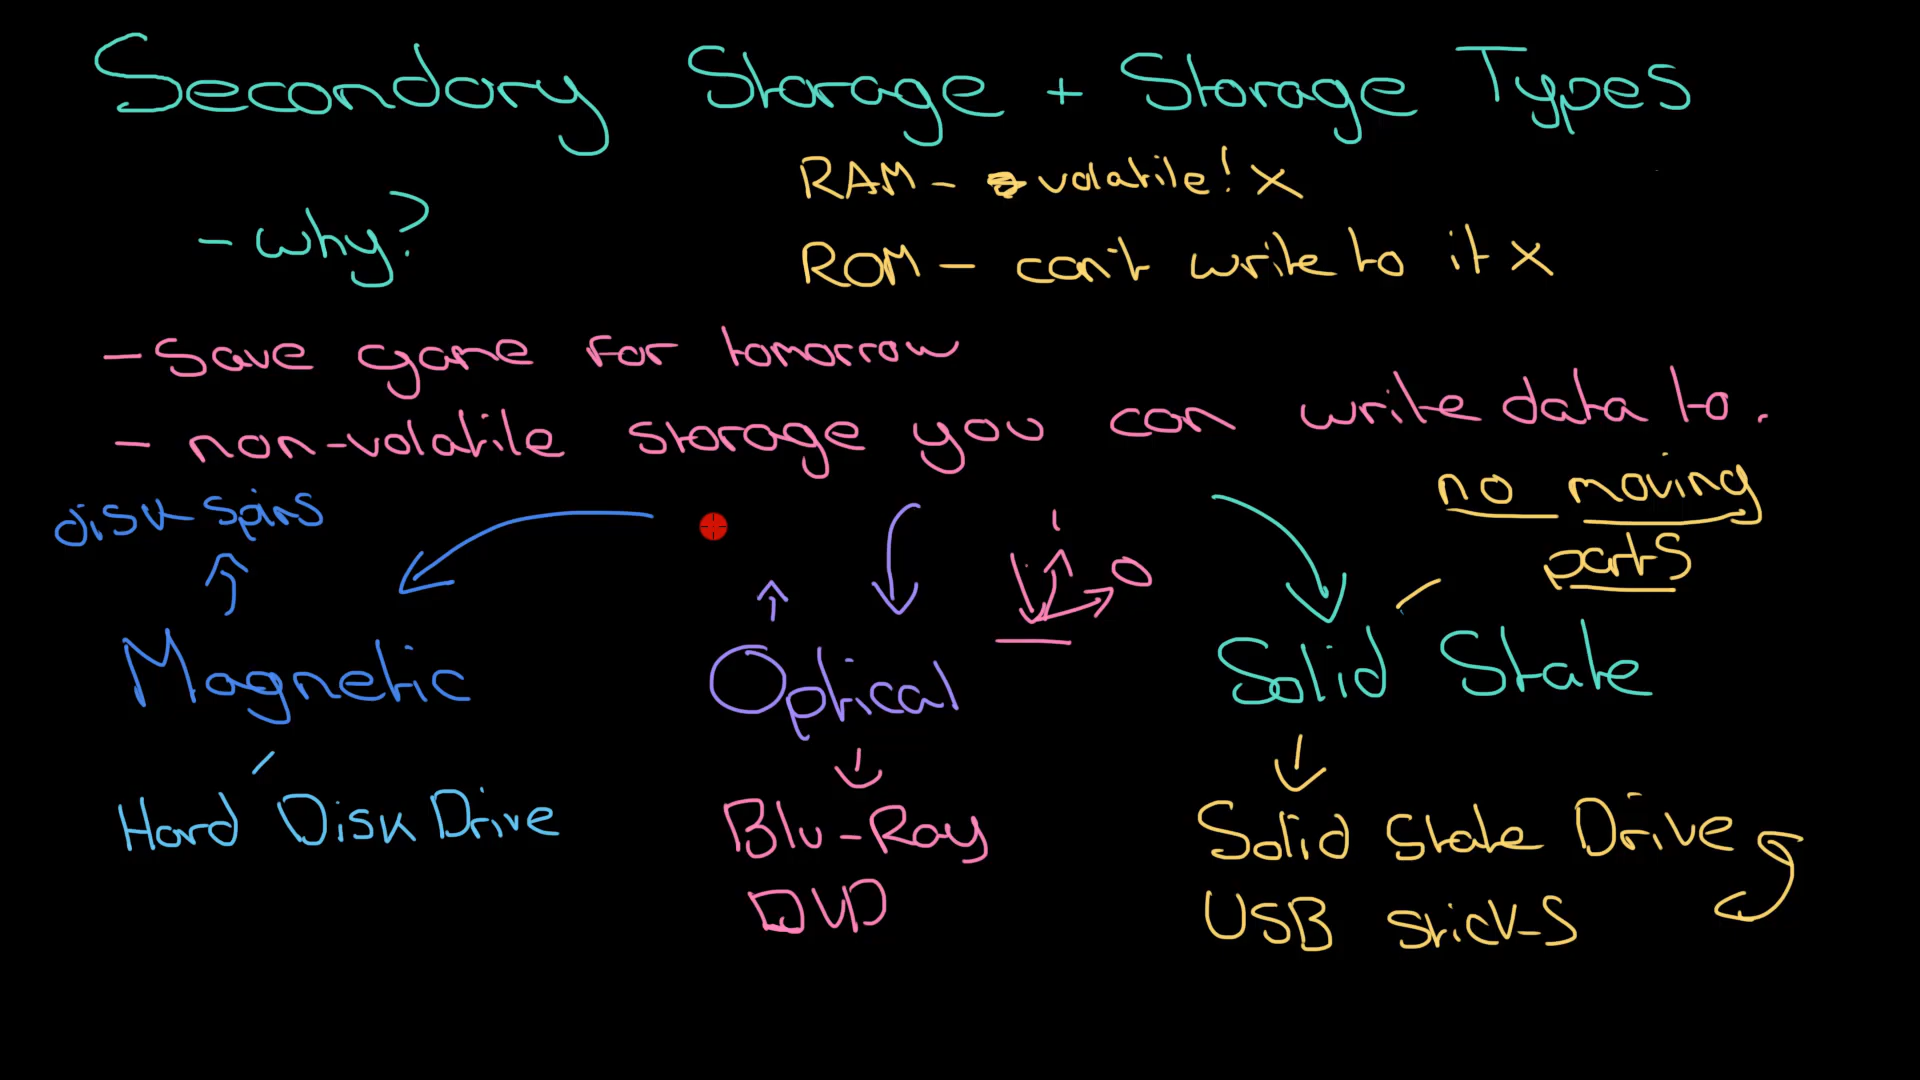 Secondary Storage + Storage Types
RAM - volatile! X
- why?
ROM - can't write to it X
- Save game for tomorrow
- non-volatile storage you can write data to.
disk spins
no moving
parts
1
0
Magnetic
Optical
Solid State
Hard Disk Drive
Blu-Ray
DVD
Solid State Drive
USB sticks